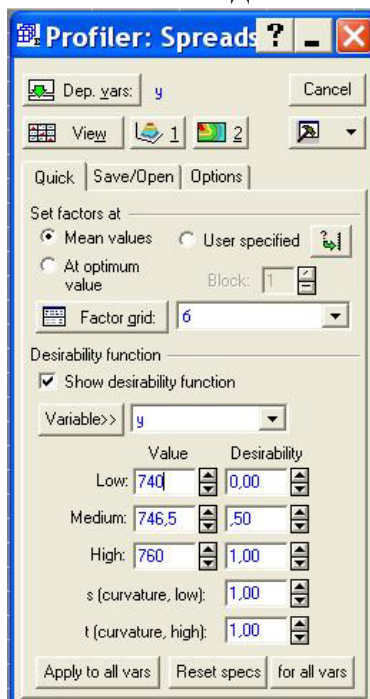 Profiler: Spreads
Dep. vars: y Cancel
View 1 2
Quick Save/Open Options
Set factors at
Mean values User specified
At optimum value Block: 1
Factor grid: 6
Desirability function
Show desirability function
Variable>> y
Value Desirability
Low: 740 0,00
Medium: 746,5 ,50
High: 760 1,00
s (curvature, low): 1,00
t (curvature, high): 1,00
Apply to all vars Reset specs for all vars